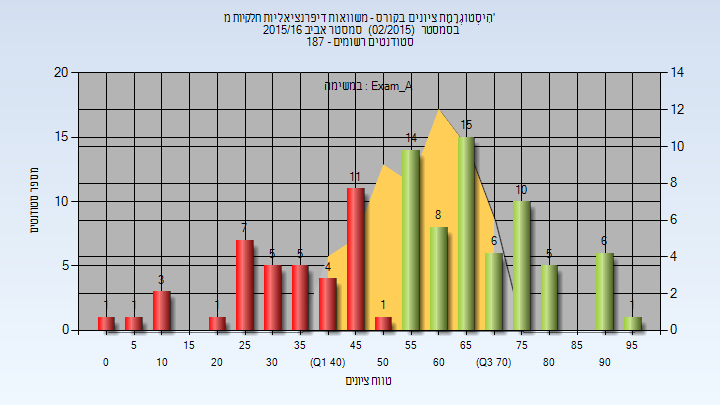 היסטוגרמת ציונים בקורס - משוואות דיפרנציאליות חלקיות מ'
בסמסטר (02/2015) סמסטר אביב 2015/16
סטודנטים רשומים - 187
במשימה : Exam_A
מספר סטודנטים
20 15 10 5 0
14 12 10 8 6 4 2 0
1 1 3 1 7 5 5 4 11 1 14 8 15 6 10 5 6 1
5 15 25 35 45 55 65 75 85 95
0 10 20 30 (Q1 40) 50 60 (Q3 70) 80 90
טווח ציונים